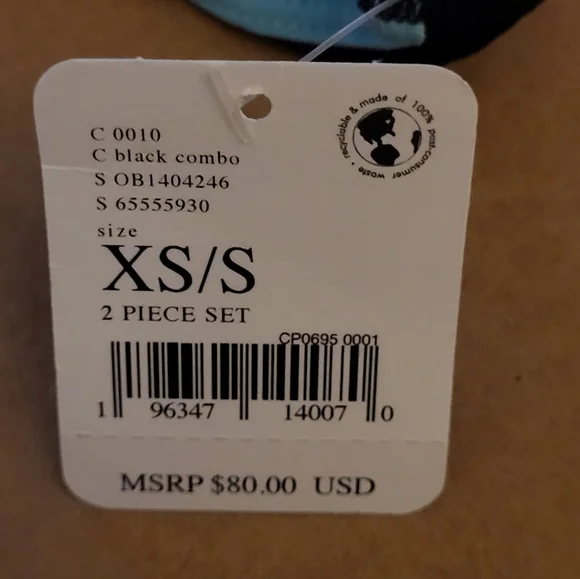 recyclable & made of 100% post-consumer waste •
C 0010
C black combo
S OB1404246
S 65555930
size
XS/S
2 PIECE SET
CP0695 0001
1 96347 14007 0
MSRP $80.00 USD